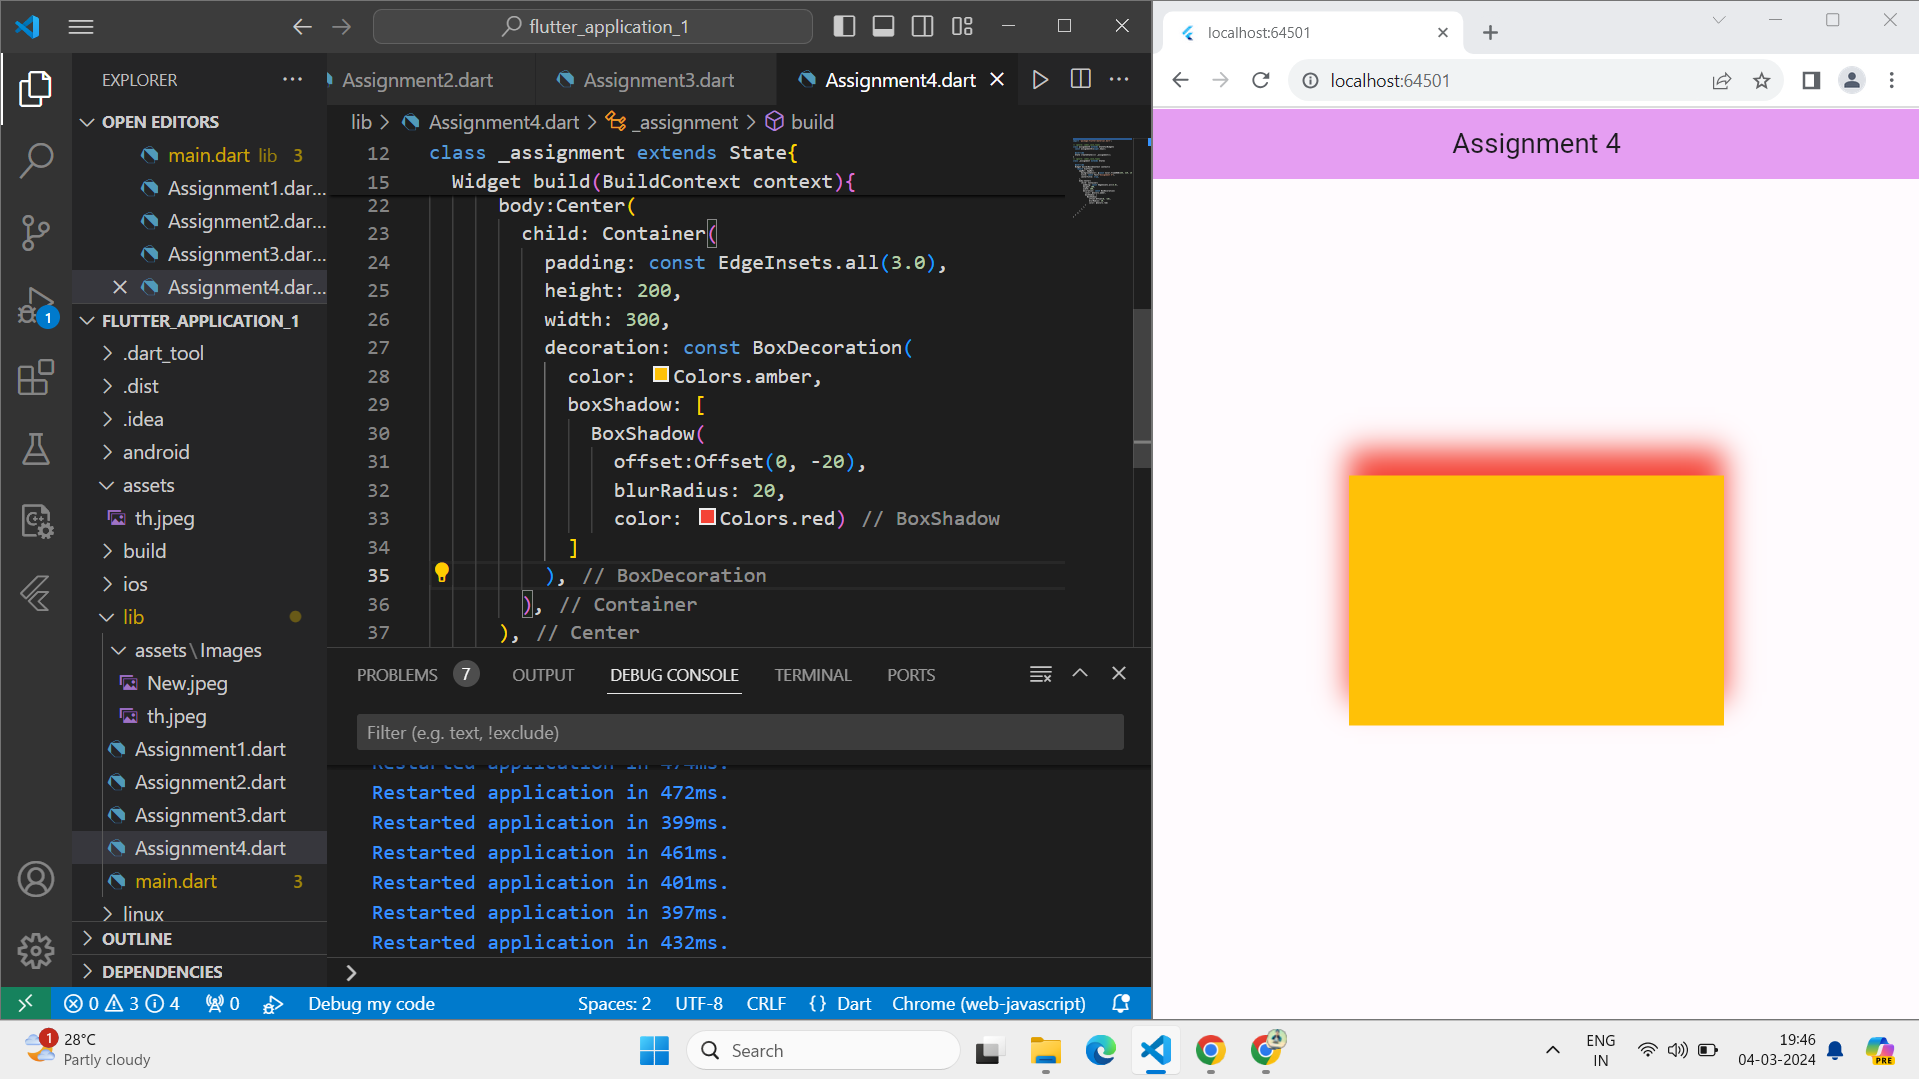 flutter_application_1
EXPLORER
OPEN EDITORS
main.dart lib 3
Assignment1.dar...
Assignment2.dar...
Assignment3.dar...
Assignment4.dar...
FLUTTER_APPLICATION_1
.dart_tool
.dist
.idea
android
assets
th.jpeg
build
ios
lib
assets\Images
New.jpeg
th.jpeg
Assignment1.dart
Assignment2.dart
Assignment3.dart
Assignment4.dart
main.dart 3
linux
OUTLINE
DEPENDENCIES
1
Assignment2.dart Assignment3.dart Assignment4.dart
lib > Assignment4.dart > _assignment > build
12 class _assignment extends State{
15 Widget build(BuildContext context){
22 body:Center(
23 child: Container(
24 padding: const EdgeInsets.all(3.0),
25 height: 200,
26 width: 300,
27 decoration: const BoxDecoration(
28 color: Colors.amber,
29 boxShadow: [
30 BoxShadow(
31 offset:Offset(0, -20),
32 blurRadius: 20,
33 color: Colors.red) // BoxShadow
34 ]
35 ), // BoxDecoration
36 ), // Container
37 ), // Center
PROBLEMS 7 OUTPUT DEBUG CONSOLE TERMINAL PORTS
Filter (e.g. text, !exclude)
Restarted application in 474ms.
Restarted application in 472ms.
Restarted application in 399ms.
Restarted application in 461ms.
Restarted application in 401ms.
Restarted application in 397ms.
Restarted application in 432ms.
0 3 4 0 Debug my code Spaces: 2 UTF-8 CRLF {} Dart Chrome (web-javascript)
localhost:64501
localhost:64501
Assignment 4
1 28°C
Partly cloudy
Search
ENG
IN
19:46
04-03-2024
PRE